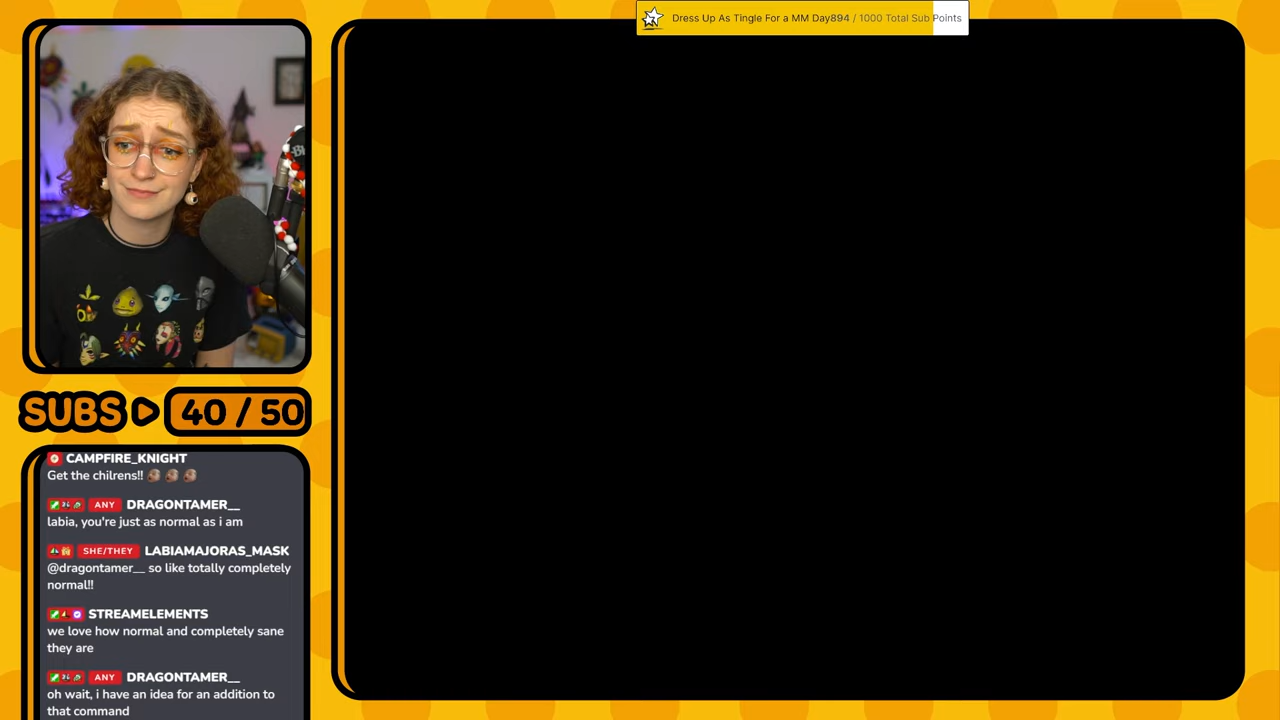 Dress Up As Tingle For a MM Day894 / 1000 Total Sub Points
SUBS 40 / 50
CAMPFIRE_KNIGHT
Get the chilrens!!
ANY DRAGONTAMER__
labia, you're just as normal as i am
SHE/THEY LABIAMAJORAS_MASK
@dragontamer__ so like totally completely
normal!!
STREAMELEMENTS
we love how normal and completely sane
they are
ANY DRAGONTAMER__
oh wait, i have an idea for an addition to
that command